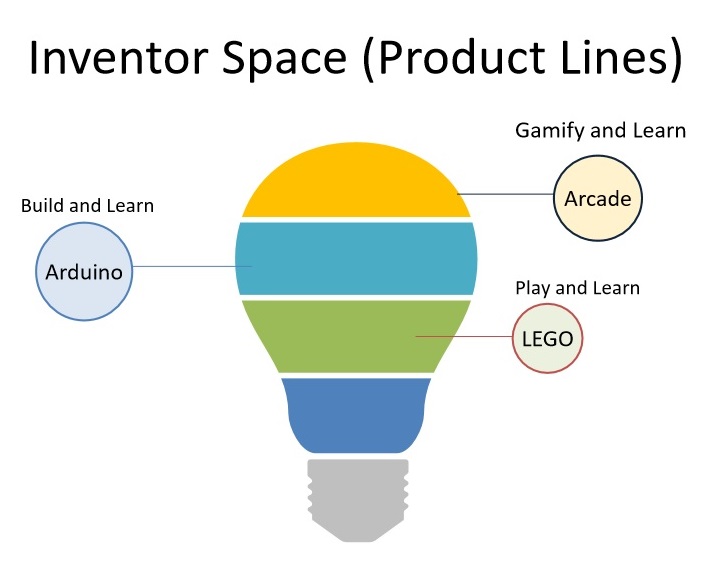 Inventor Space (Product Lines)
Gamify and Learn
Arcade
Build and Learn
Arduino
Play and Learn
LEGO